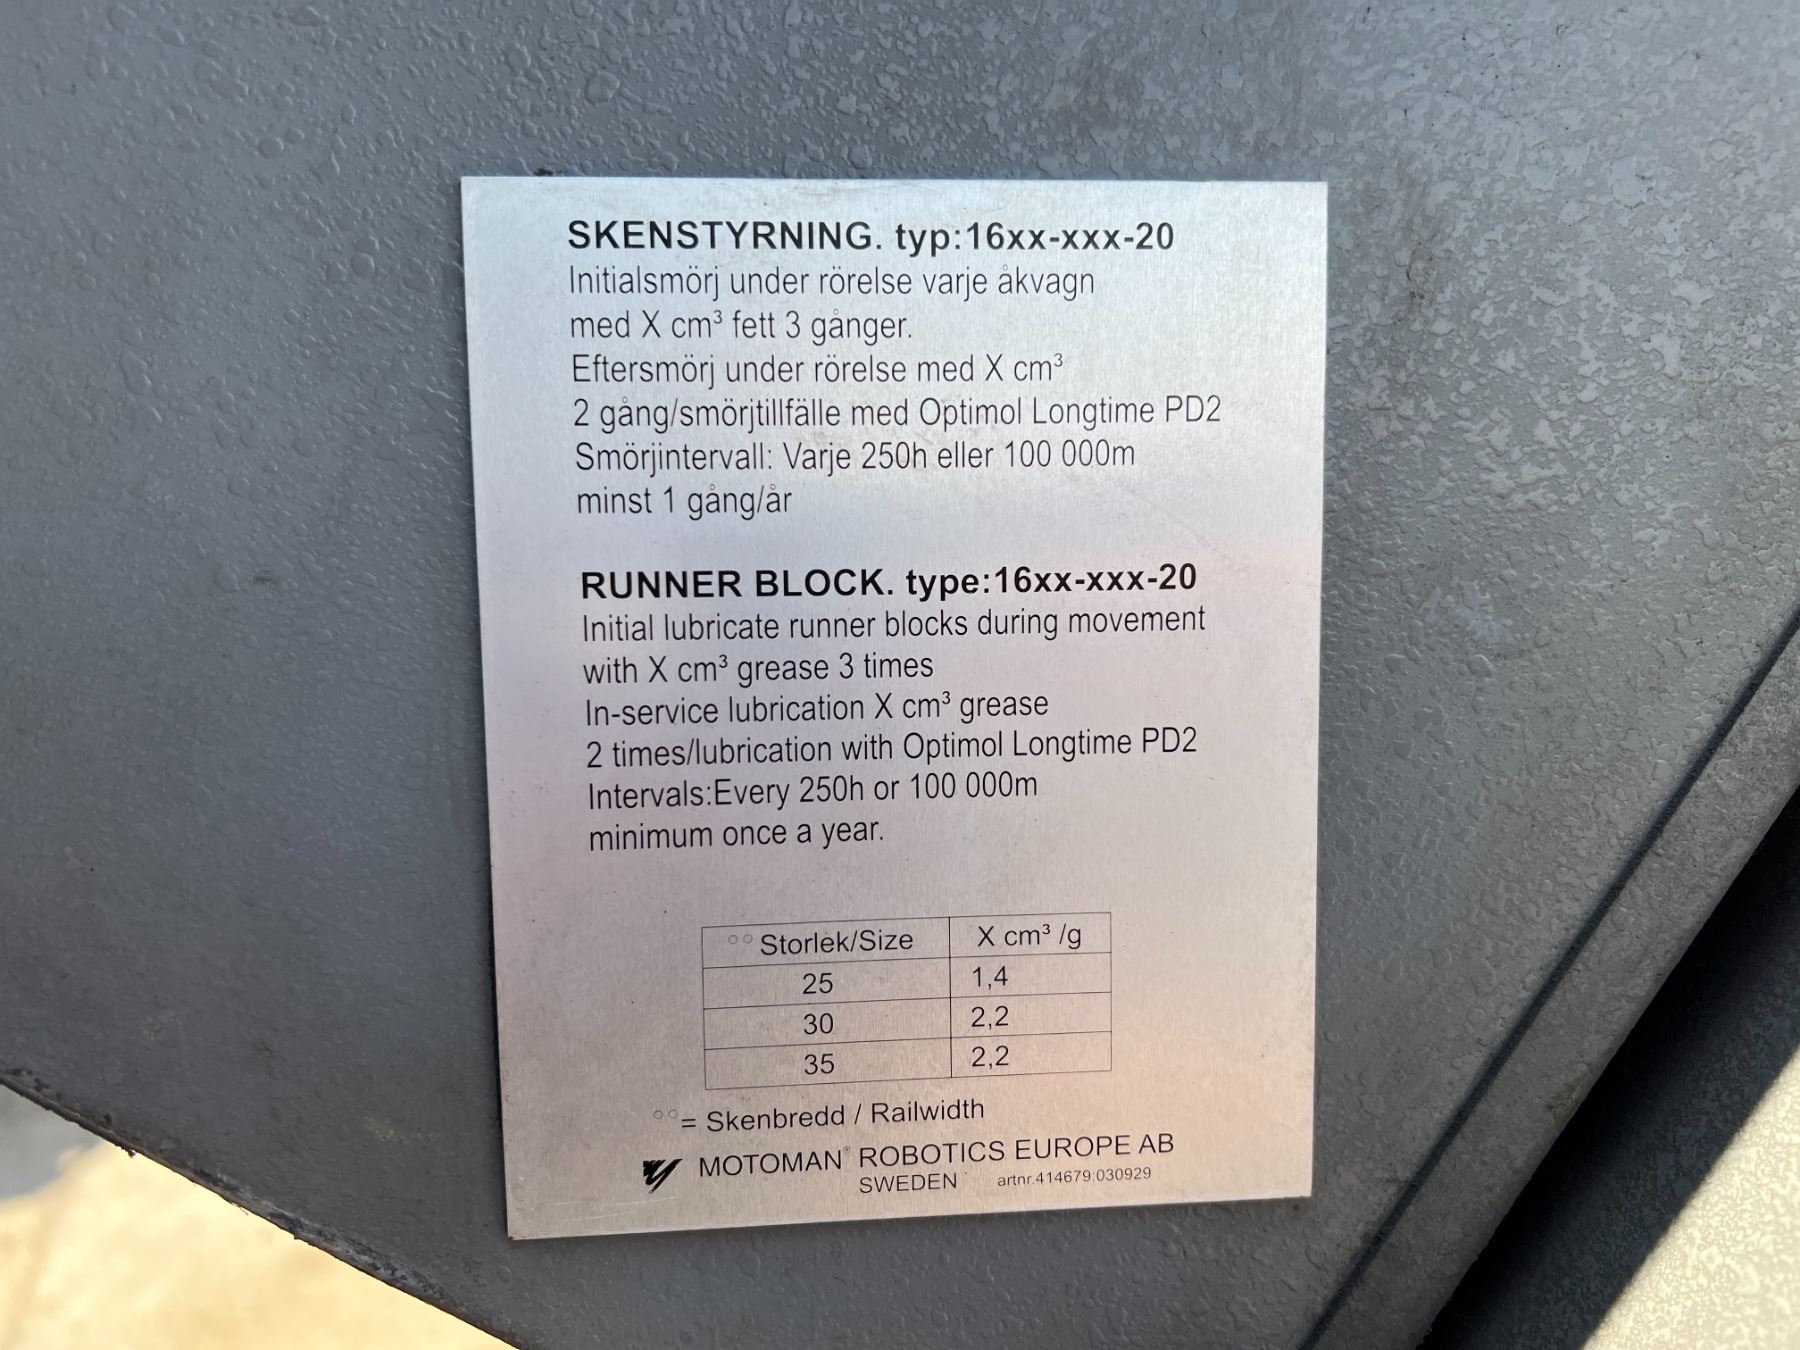 SKENSTYRNING. typ:16xx-xxx-20
Initialsmörj under rörelse varje åkvagn
med X cm³ fett 3 gånger.
Eftersmörj under rörelse med X cm³
2 gång/smörjtillfälle med Optimol Longtime PD2
Smörjintervall: Varje 250h eller 100 000m
minst 1 gång/år
RUNNER BLOCK. type:16xx-xxx-20
Initial lubricate runner blocks during movement
with X cm³ grease 3 times
In-service lubrication X cm³ grease
2 times/lubrication with Optimol Longtime PD2
Intervals:Every 250h or 100 000m
minimum once a year.
°° Storlek/Size X cm³ /g
25 1,4
30 2,2
35 2,2
°°= Skenbredd / Railwidth
MOTOMAN® ROBOTICS EUROPE AB
SWEDEN artnr.414679:030929